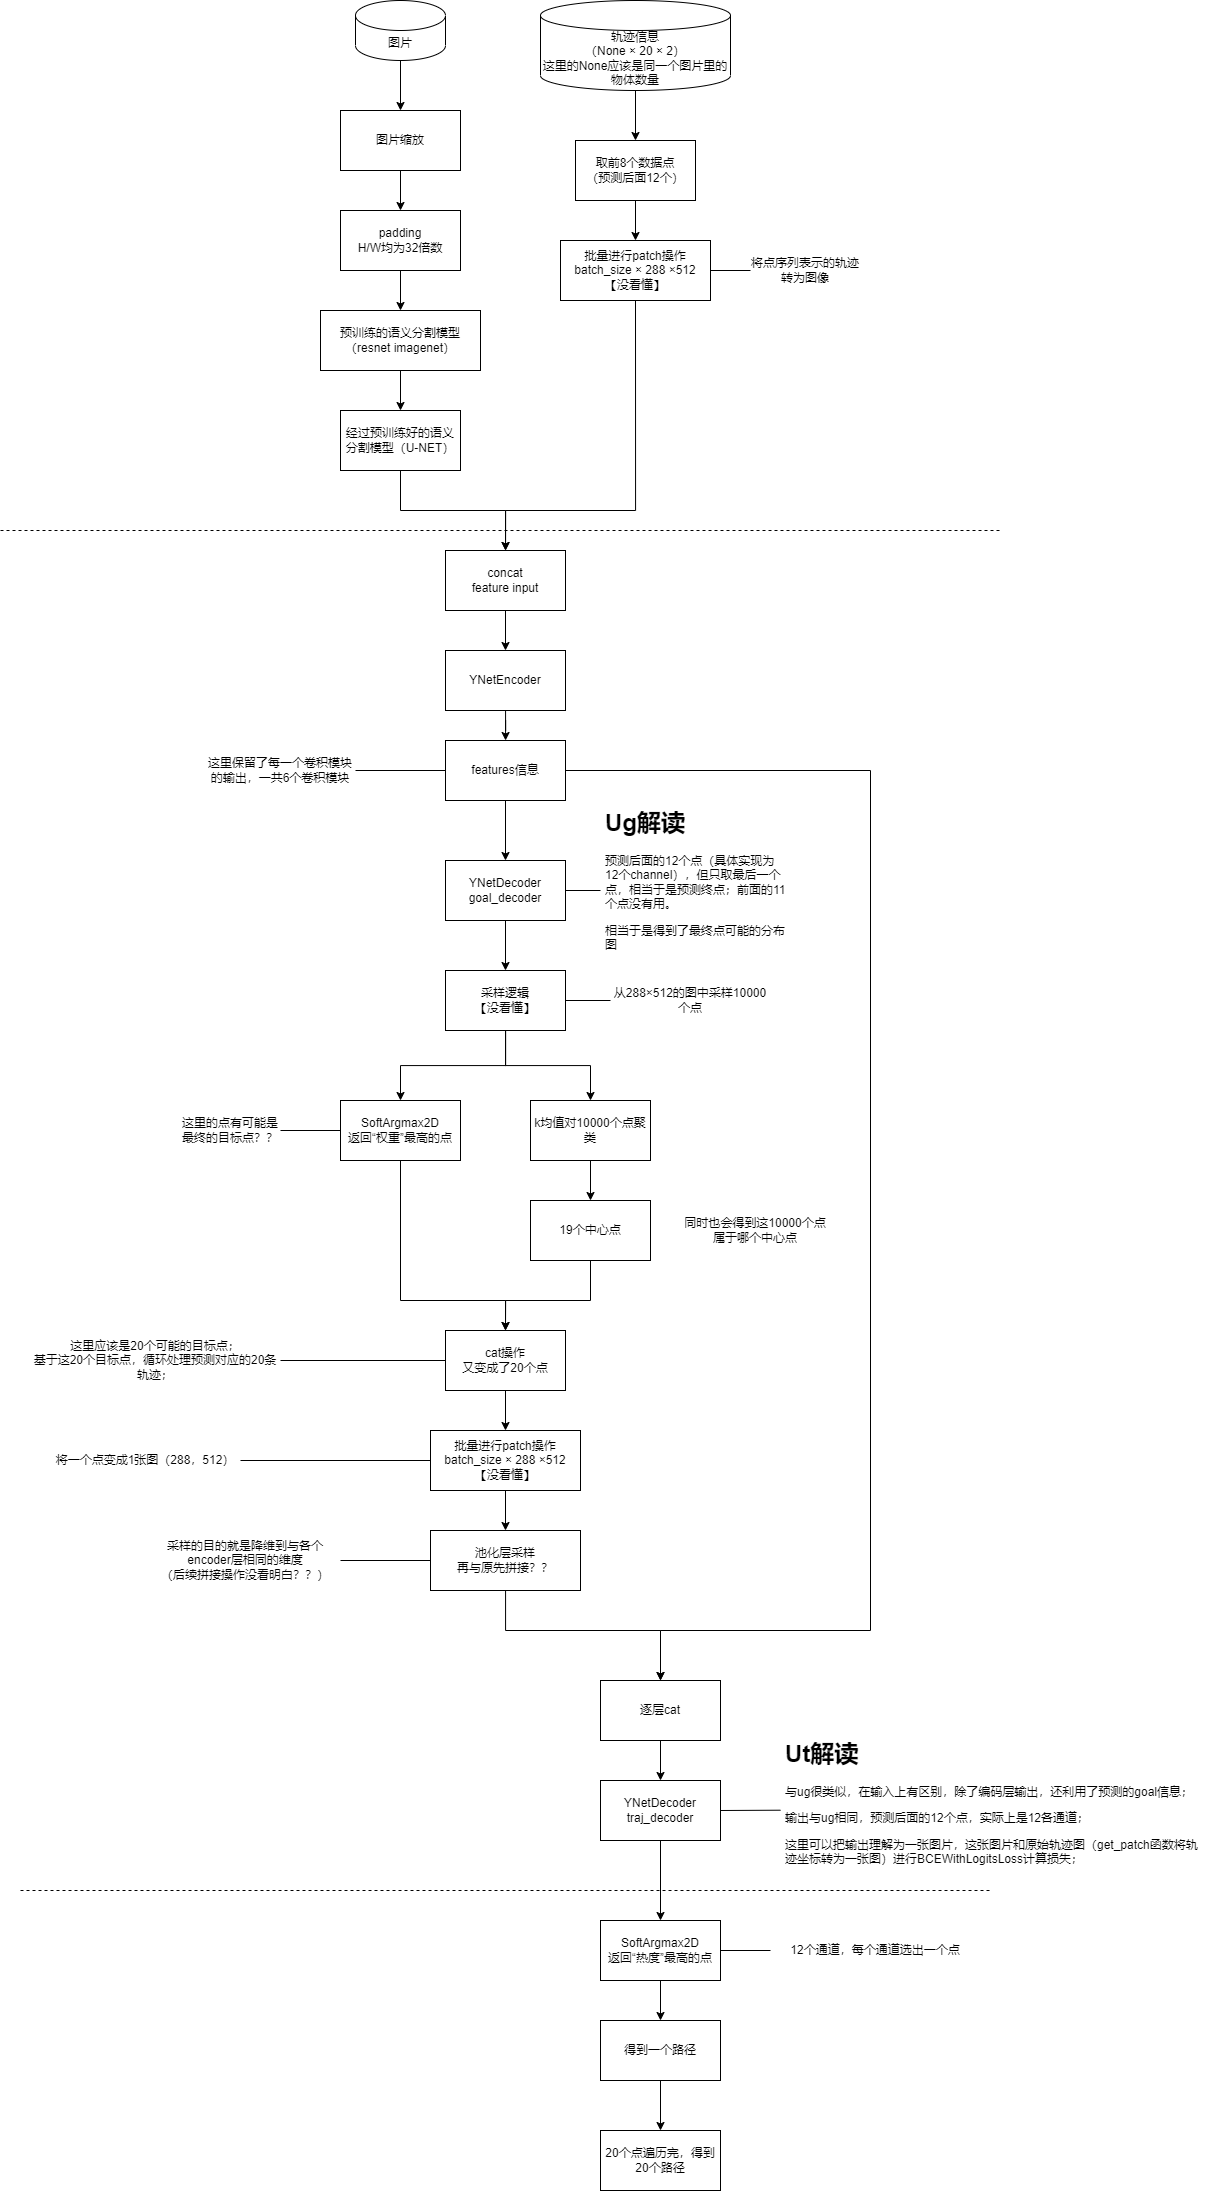 图片
轨迹信息
（None × 20 × 2）
这里的None应该是同一个图片里的
物体数量
图片缩放
取前8个数据点
（预测后面12个）
padding
H/W均为32倍数
批量进行patch操作
batch_size × 288 ×512
【没看懂】
将点序列表示的轨迹
转为图像
预训练的语义分割模型
（resnet imagenet）
经过预训练好的语义
分割模型（U-NET）
concat
feature input
YNetEncoder
这里保留了每一个卷积模块
的输出，一共6个卷积模块
features信息
Ug解读
预测后面的12个点（具体实现为
12个channel），但只取最后一个
点，相当于是预测终点；前面的11
个点没有用。
相当于是得到了最终点可能的分布
图
YNetDecoder
goal_decoder
采样逻辑
【没看懂】
从288×512的图中采样10000
个点
这里的点有可能是
最终的目标点？？
SoftArgmax2D
返回“权重”最高的点
k均值对10000个点聚
类
19个中心点
同时也会得到这10000个点
属于哪个中心点
这里应该是20个可能的目标点；
基于这20个目标点，循环处理预测对应的20条
轨迹；
cat操作
又变成了20个点
将一个点变成1张图（288，512）
批量进行patch操作
batch_size × 288 ×512
【没看懂】
采样的目的就是降维到与各个
encoder层相同的维度
（后续拼接操作没看明白？？）
池化层采样
再与原先拼接？？
逐层cat
Ut解读
与ug很类似，在输入上有区别，除了编码层输出，还利用了预测的goal信息；
输出与ug相同，预测后面的12个点，实际上是12各通道；
这里可以把输出理解为一张图片，这张图片和原始轨迹图（get_patch函数将轨
迹坐标转为一张图）进行BCEWithLogitsLoss计算损失；
YNetDecoder
traj_decoder
SoftArgmax2D
返回“热度”最高的点
12个通道，每个通道选出一个点
得到一个路径
20个点遍历完，得到
20个路径